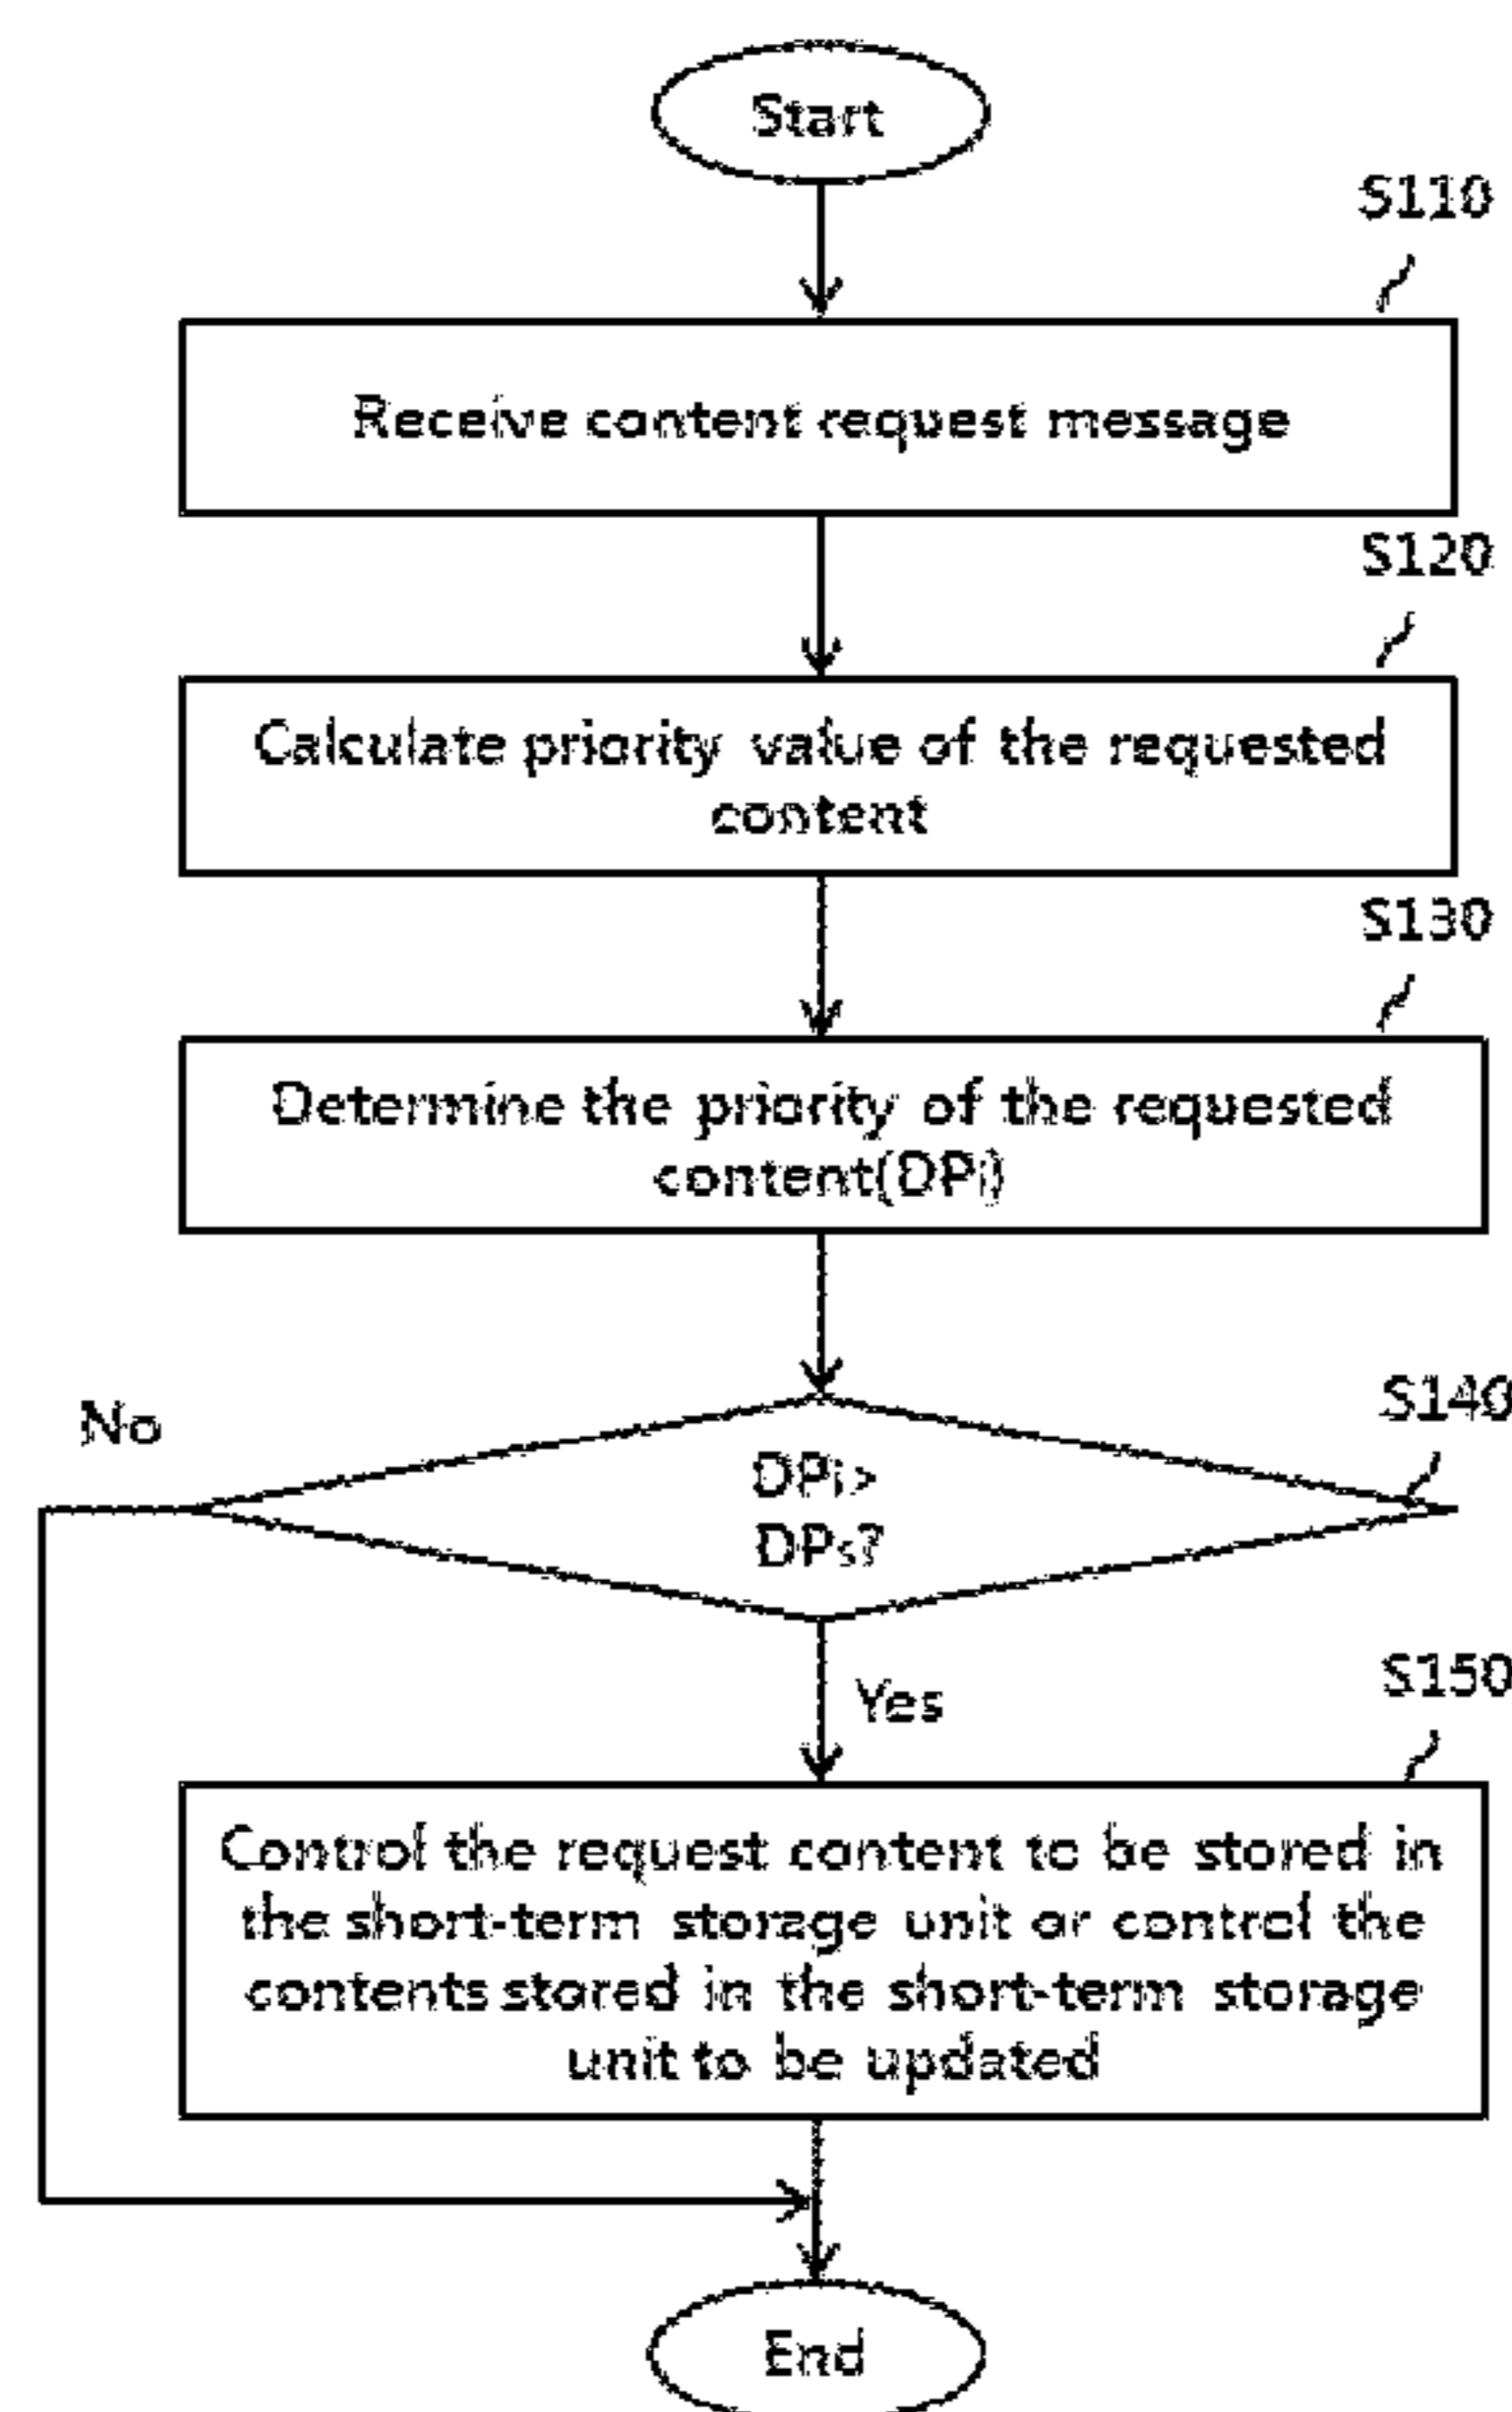 Start
S110
Receive content request message
S120
Calculate priority value of the requested
content
S130
Determine the priority of the requested
content(DPi)
S140
No
DPi>
DPs?
Yes
S150
Control the request content to be stored in
the short-term storage unit or control the
contents stored in the short-term storage
unit to be updated
End